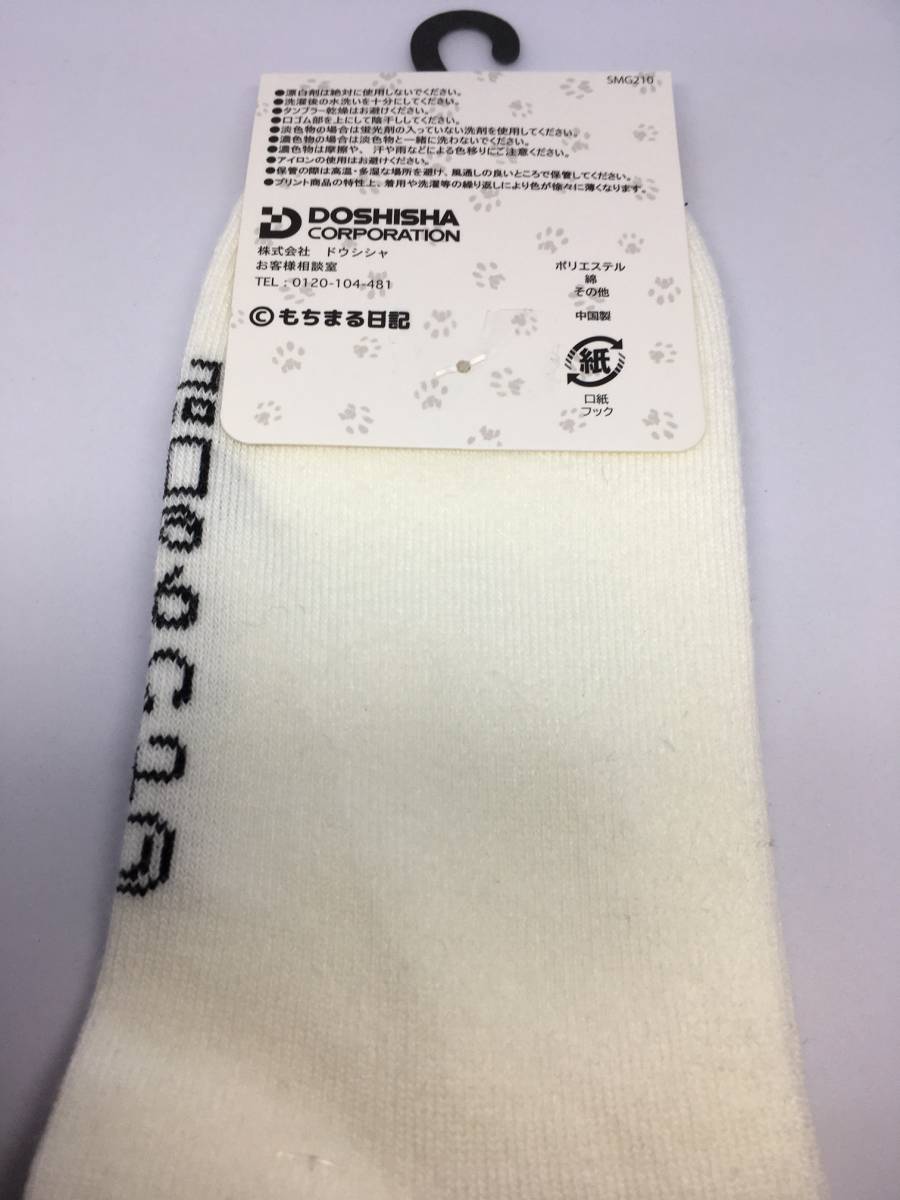 SMG210
●漂白剤は絶対に使用しないでください。
●洗濯後の水洗いを十分にしてください。
●タンブラー乾燥はお避けください。
●口ゴム部を上にして陰干ししてください。
●淡色物の場合は蛍光剤の入っていない洗剤を使用してください。
●濃色物の場合は淡色物と一緒に洗わないでください。
●濃色物は摩擦や、汗や雨などによる色移りにご注意ください。
●アイロンの使用はお避けください。
●保管の際は高温・多湿な場所を避け、風通しの良いところで保管してください。
●プリント商品の特性上、着用や洗濯等の繰り返しにより色が徐々に薄くなります。
DOSHISHA
CORPORATION
株式会社 ドウシシャ
お客様相談室
TEL：0120-104-481
©もちまる日記
ポリエステル
綿
その他
中国製
紙
口紙
フック